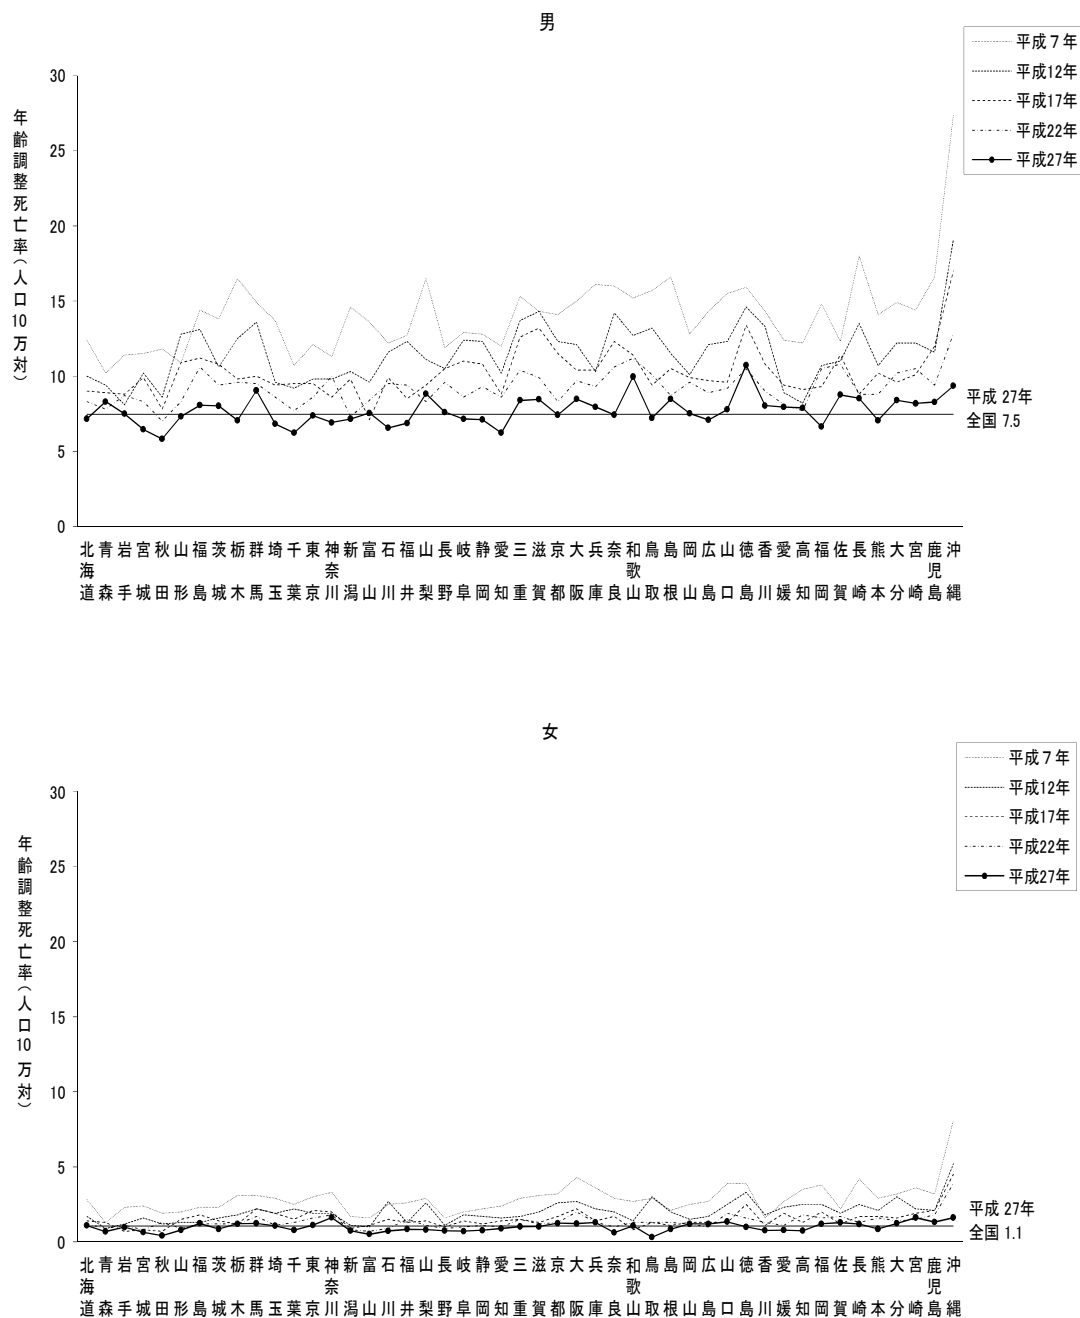 男
平成７年
平成12年
平成17年
平成22年
平成27年
年齢調整死亡率（人口10万対）
30
25
20
15
10
5
0
平成 27年
全国 7.5
北海道 青森 岩手 宮城 秋田 山形 福島 茨城 栃木 群馬 埼玉 千葉 東京 神奈川 新潟 富山 石川 福井 山梨 長野 岐阜 静岡 愛知 三重 滋賀 京都 大阪 兵庫 奈良 和歌山 鳥取 島根 岡山 広島 山口 徳島 香川 愛媛 高知 福岡 佐賀 長崎 熊本 大分 宮崎 鹿児島 沖縄
女
平成７年
平成12年
平成17年
平成22年
平成27年
年齢調整死亡率（人口10万対）
30
25
20
15
10
5
0
平成 27年
全国 1.1
北海道 青森 岩手 宮城 秋田 山形 福島 茨城 栃木 群馬 埼玉 千葉 東京 神奈川 新潟 富山 石川 福井 山梨 長野 岐阜 静岡 愛知 三重 滋賀 京都 大阪 兵庫 奈良 和歌山 鳥取 島根 岡山 広島 山口 徳島 香川 愛媛 高知 福岡 佐賀 長崎 熊本 大分 宮崎 鹿児島 沖縄